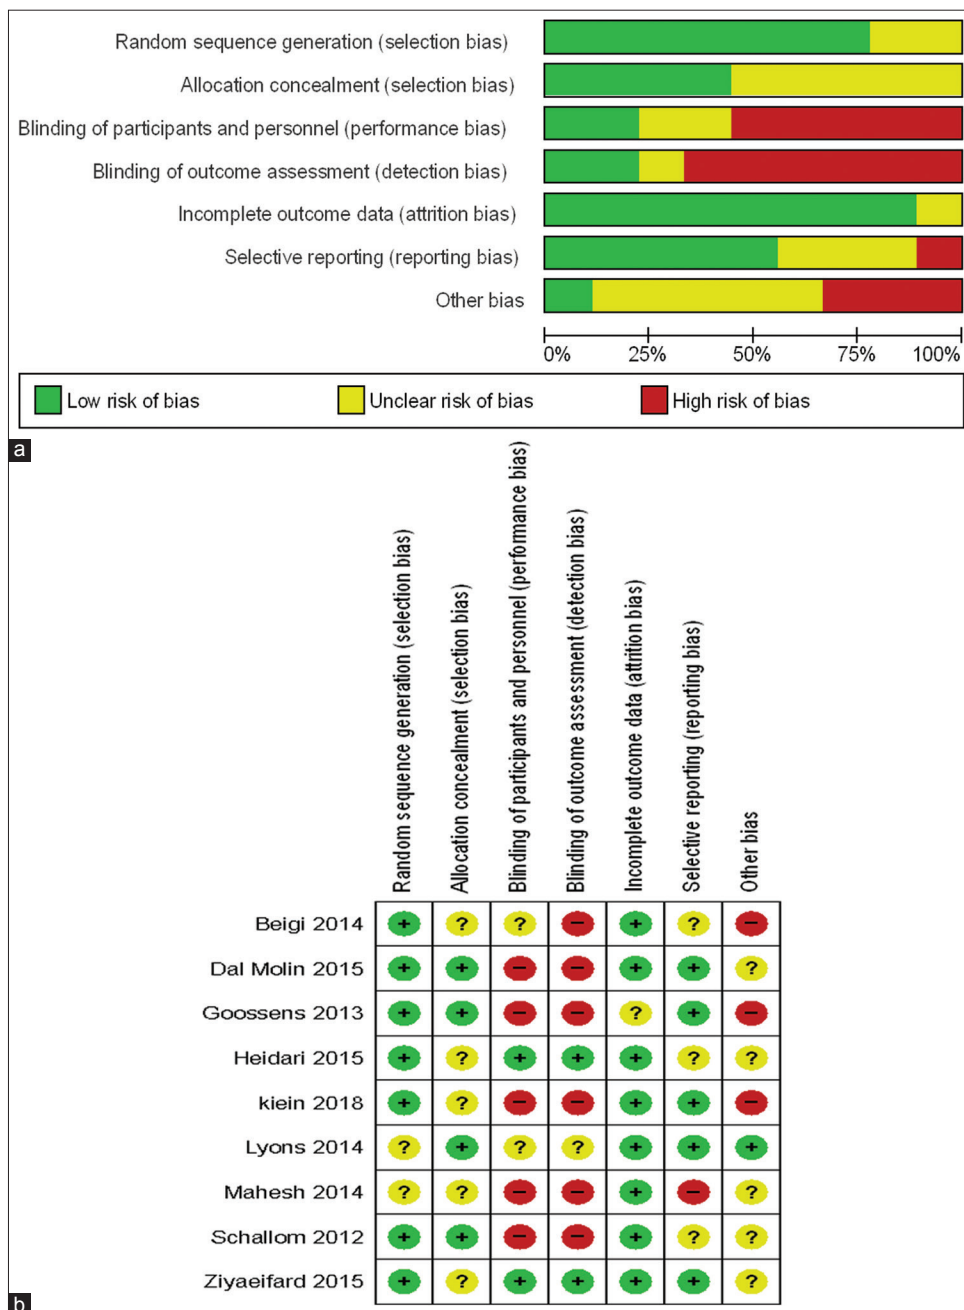 Random sequence generation (selection bias)
Allocation concealment (selection bias)
Blinding of participants and personnel (performance bias)
Blinding of outcome assessment (detection bias)
Incomplete outcome data (attrition bias)
Selective reporting (reporting bias)
Other bias
0% 25% 50% 75% 100%
Low risk of bias Unclear risk of bias High risk of bias
a
Random sequence generation (selection bias)
Allocation concealment (selection bias)
Blinding of participants and personnel (performance bias)
Blinding of outcome assessment (detection bias)
Incomplete outcome data (attrition bias)
Selective reporting (reporting bias)
Other bias
Beigi 2014 + ? ? − + ? −
Dal Molin 2015 + + − − + + ?
Goossens 2013 + + − − ? + −
Heidari 2015 + ? + + + ? ?
kiein 2018 + ? − − + + −
Lyons 2014 ? + ? ? + + +
Mahesh 2014 ? ? − − + − ?
Schallom 2012 + + − − + ? ?
Ziyaeifard 2015 + ? + + + + ?
b